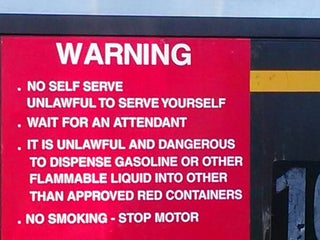 WARNING
. NO SELF SERVE
UNLAWFUL TO SERVE YOURSELF
. WAIT FOR AN ATTENDANT
. IT IS UNLAWFUL AND DANGEROUS
TO DISPENSE GASOLINE OR OTHER
FLAMMABLE LIQUID INTO OTHER
THAN APPROVED RED CONTAINERS
. NO SMOKING - STOP MOTOR